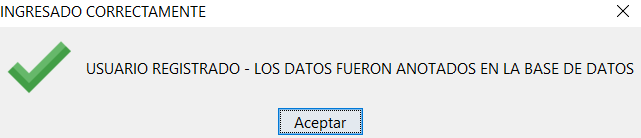 INGRESADO CORRECTAMENTE
USUARIO REGISTRADO - LOS DATOS FUERON ANOTADOS EN LA BASE DE DATOS
Aceptar